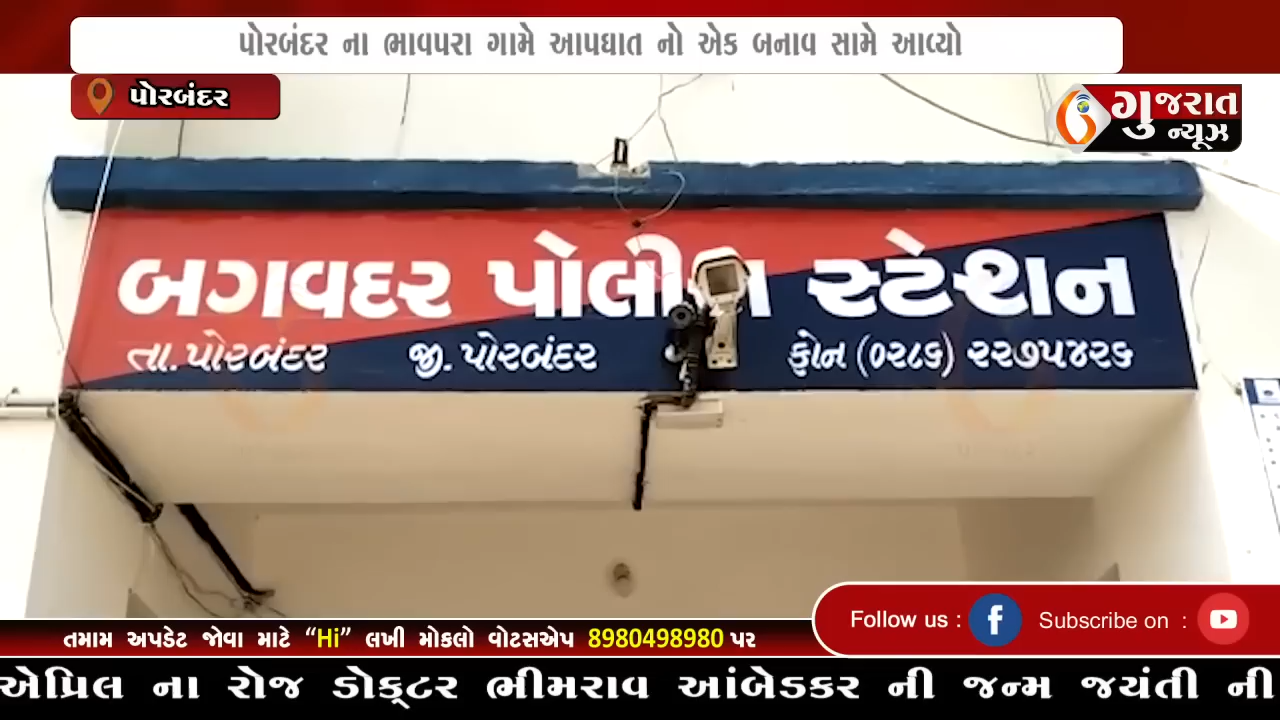 પોરબંદર ના ભાવપરા ગામે આપઘાત નો એક બનાવ સામે આવ્યો
પોરબંદર
ગુજરાત
ન્યૂઝ
બગવદર પોલીસ સ્ટેશન
તા. પોરબંદર જી. પોરબંદર ફોન (૦૨૮૬) ૨૨૭૫૪૨૬
Follow us : Subscribe on :
તમામ અપડેટ જોવા માટે “Hi” લખી મોકલો વોટસએપ 8980498980 પર
એપ્રિલ ના રોજ ડોક્ટર ભીમરાવ આંબેડકર ની જન્મ જયંતી ની